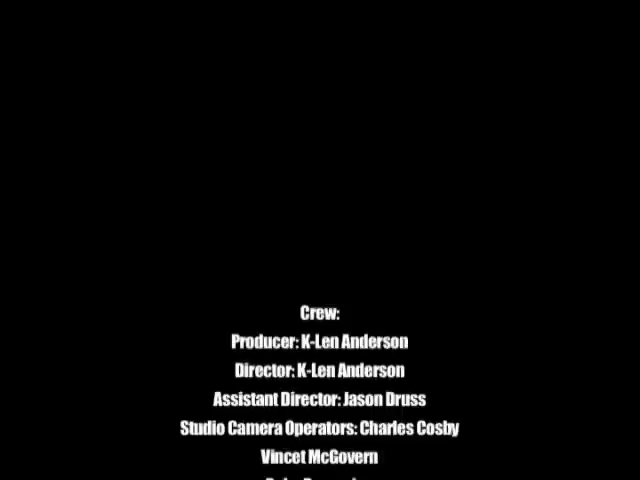 Crew:
Producer: K-Len Anderson
Director: K-Len Anderson
Assistant Director: Jason Druss
Studio Camera Operators: Charles Cosby
Vincet McGovern